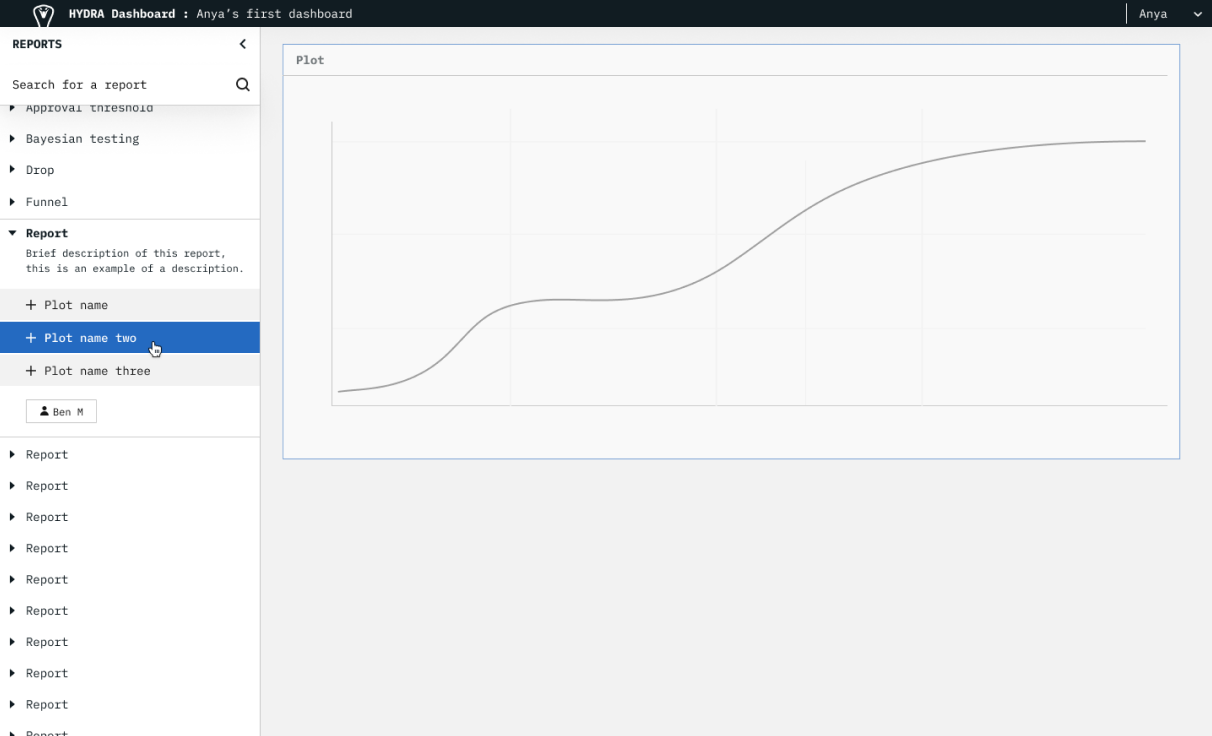 HYDRA Dashboard : Anya’s first dashboard
Anya
REPORTS
Search for a report
Approval threshold
Bayesian testing
Drop
Funnel
Report
Brief description of this report,
this is an example of a description.
+ Plot name
+ Plot name two
+ Plot name three
Ben M
Report
Report
Report
Report
Report
Report
Report
Report
Report
Report
Plot